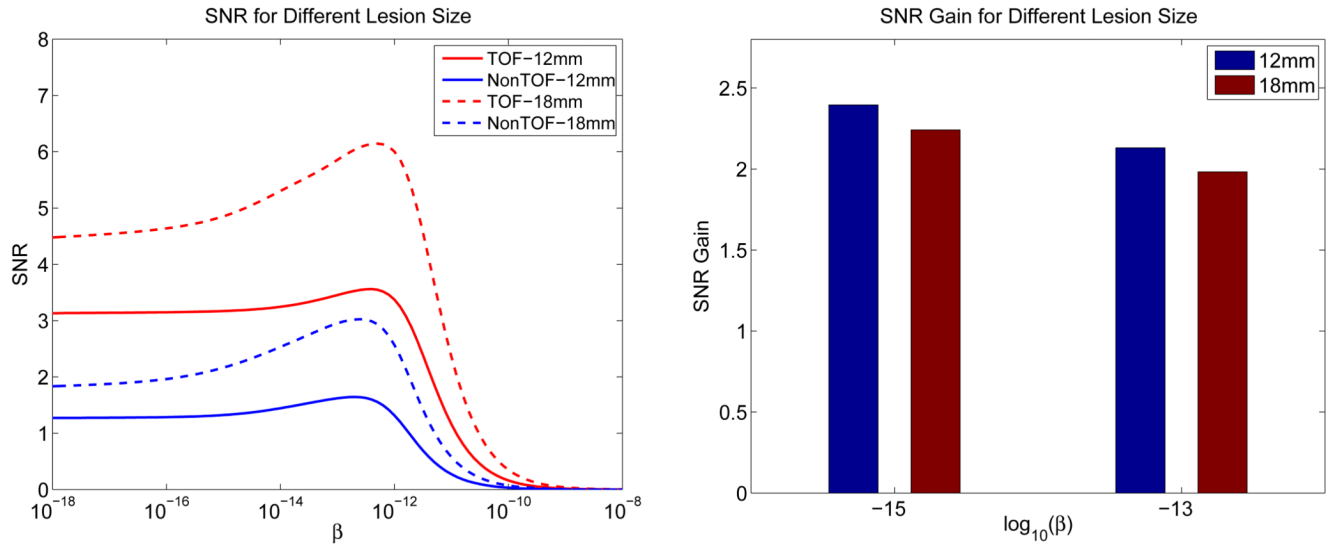 SNR for Different Lesion Size
8
7
6
5
4
3
2
1
0
SNR
TOF−12mm
NonTOF−12mm
TOF−18mm
NonTOF−18mm
10⁻¹⁸
10⁻¹⁶
10⁻¹⁴
10⁻¹²
10⁻¹⁰
10⁻⁸
β
SNR Gain for Different Lesion Size
2.5
2
1.5
1
0.5
0
SNR Gain
12mm
18mm
−15
−13
log₁₀(β)